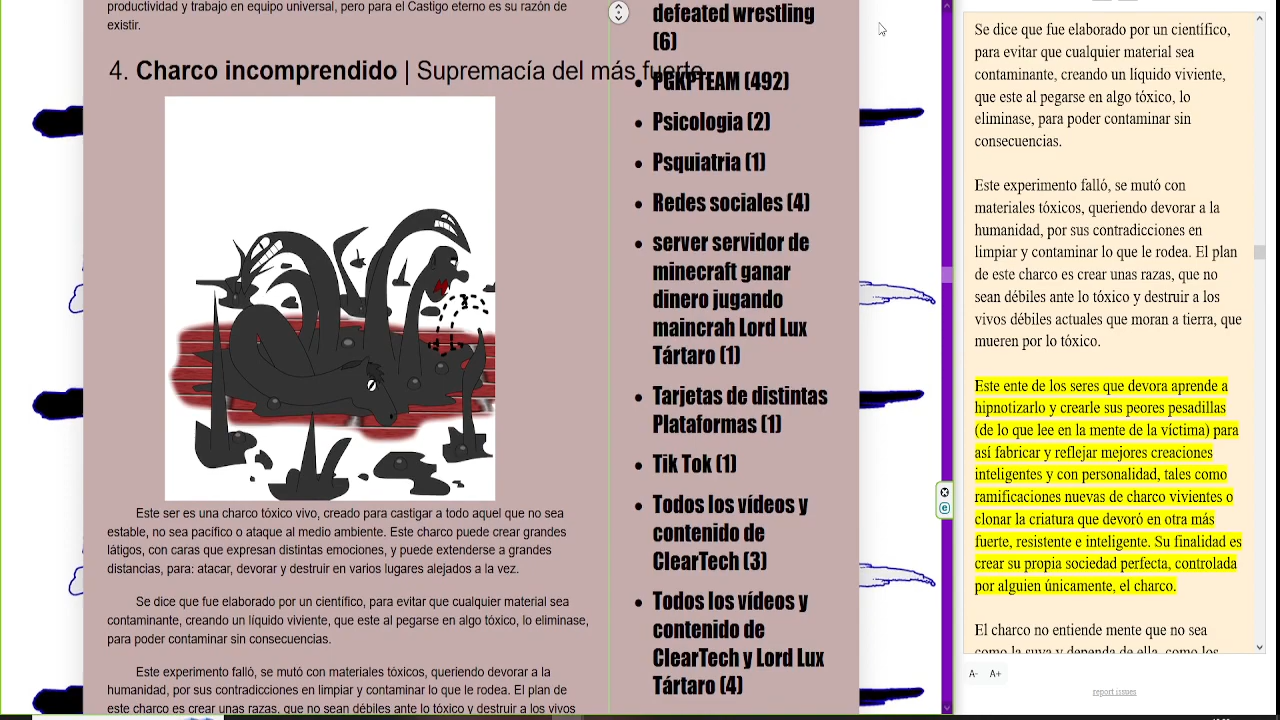 productividad y trabajo en equipo universal, pero para el Castigo eterno es su razón de
existir.
4. Charco incomprendido | Supremacía del más fuerte
Este ser es una charco tóxico vivo, creado para castigar a todo aquel que no sea
estable, no sea pacífico o ataque al medio ambiente. Este charco puede crear grandes
látigos, con caras que expresan distintas emociones, y puede extenderse a grandes
distancias, para: atacar, devorar y destruir en varios lugares alejados a la vez.
Se dice que fue elaborado por un científico, para evitar que cualquier material sea
contaminante, creando un líquido viviente, que este al pegarse en algo tóxico, lo eliminase,
para poder contaminar sin consecuencias.
Este experimento falló, se mutó con materiales tóxicos, queriendo devorar a la
humanidad, por sus contradicciones en limpiar y contaminar lo que le rodea. El plan de
este charco es crear unas razas, que no sean débiles ante lo tóxico y destruir a los vivos
defeated wrestling
(6)
PGKPTEAM (492)
Psicologia (2)
Psquiatria (1)
Redes sociales (4)
server servidor de
minecraft ganar
dinero jugando
maincrah Lord Lux
Tártaro (1)
Tarjetas de distintas
Plataformas (1)
Tik Tok (1)
Todos los vídeos y
contenido de
ClearTech (3)
Todos los vídeos y
contenido de
ClearTech y Lord Lux
Tártaro (4)
Se dice que fue elaborado por un científico,
para evitar que cualquier material sea
contaminante, creando un líquido viviente,
que este al pegarse en algo tóxico, lo
eliminase, para poder contaminar sin
consecuencias.
Este experimento falló, se mutó con
materiales tóxicos, queriendo devorar a la
humanidad, por sus contradicciones en
limpiar y contaminar lo que le rodea. El plan
de este charco es crear unas razas, que no
sean débiles ante lo tóxico y destruir a los
vivos débiles actuales que moran a tierra, que
mueren por lo tóxico.
Este ente de los seres que devora aprende a
hipnotizarlo y crearle sus peores pesadillas
(de lo que lee en la mente de la víctima) para
así fabricar y reflejar mejores creaciones
inteligentes y con personalidad, tales como
ramificaciones nuevas de charco vivientes o
clonar la criatura que devoró en otra más
fuerte, resistente e inteligente. Su finalidad es
crear su propia sociedad perfecta, controlada
por alguien únicamente, el charco.
El charco no entiende mente que no sea
como la suya y dependa de ella, como los
A- A+
report issues